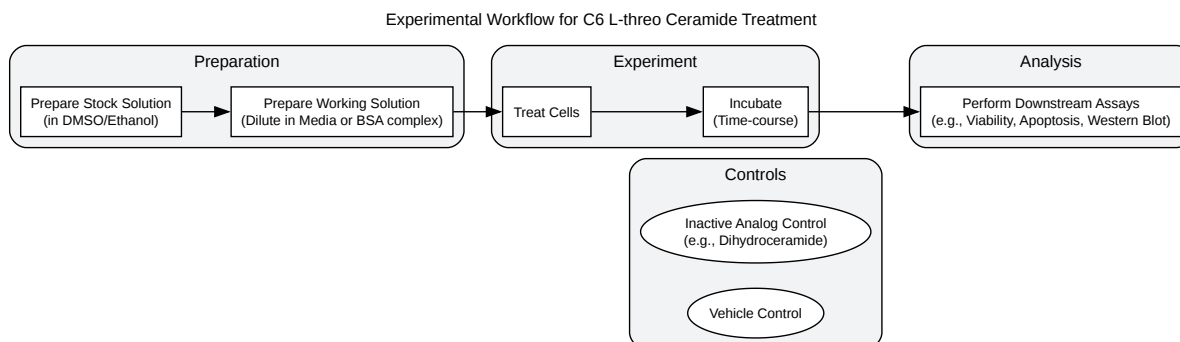 Experimental Workflow for C6 L-threo Ceramide Treatment
Preparation
Prepare Stock Solution
(in DMSO/Ethanol)
Prepare Working Solution
(Dilute in Media or BSA complex)
Experiment
Treat Cells
Incubate
(Time-course)
Analysis
Perform Downstream Assays
(e.g., Viability, Apoptosis, Western Blot)
Controls
Inactive Analog Control
(e.g., Dihydroceramide)
Vehicle Control